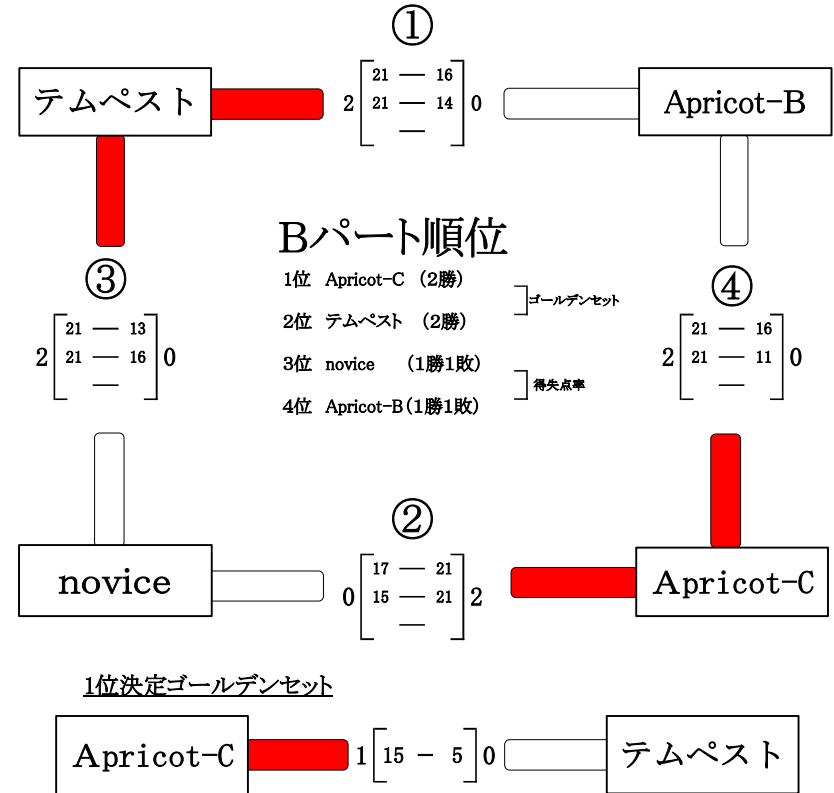 ①
テムペスト
2
21 — 16
21 — 14
—
0
Apricot-B
Bパート順位
1位 Apricot-C (2勝)
2位 テムペスト (2勝)
ゴールデンセット
3位 novice (1勝1敗)
4位 Apricot-B(1勝1敗)
得失点率
③
2
21 — 13
21 — 16
—
0
④
2
21 — 16
21 — 11
—
0
②
novice
0
17 — 21
15 — 21
—
2
Apricot-C
1位決定ゴールデンセット
Apricot-C
1
15 - 5
0
テムペスト